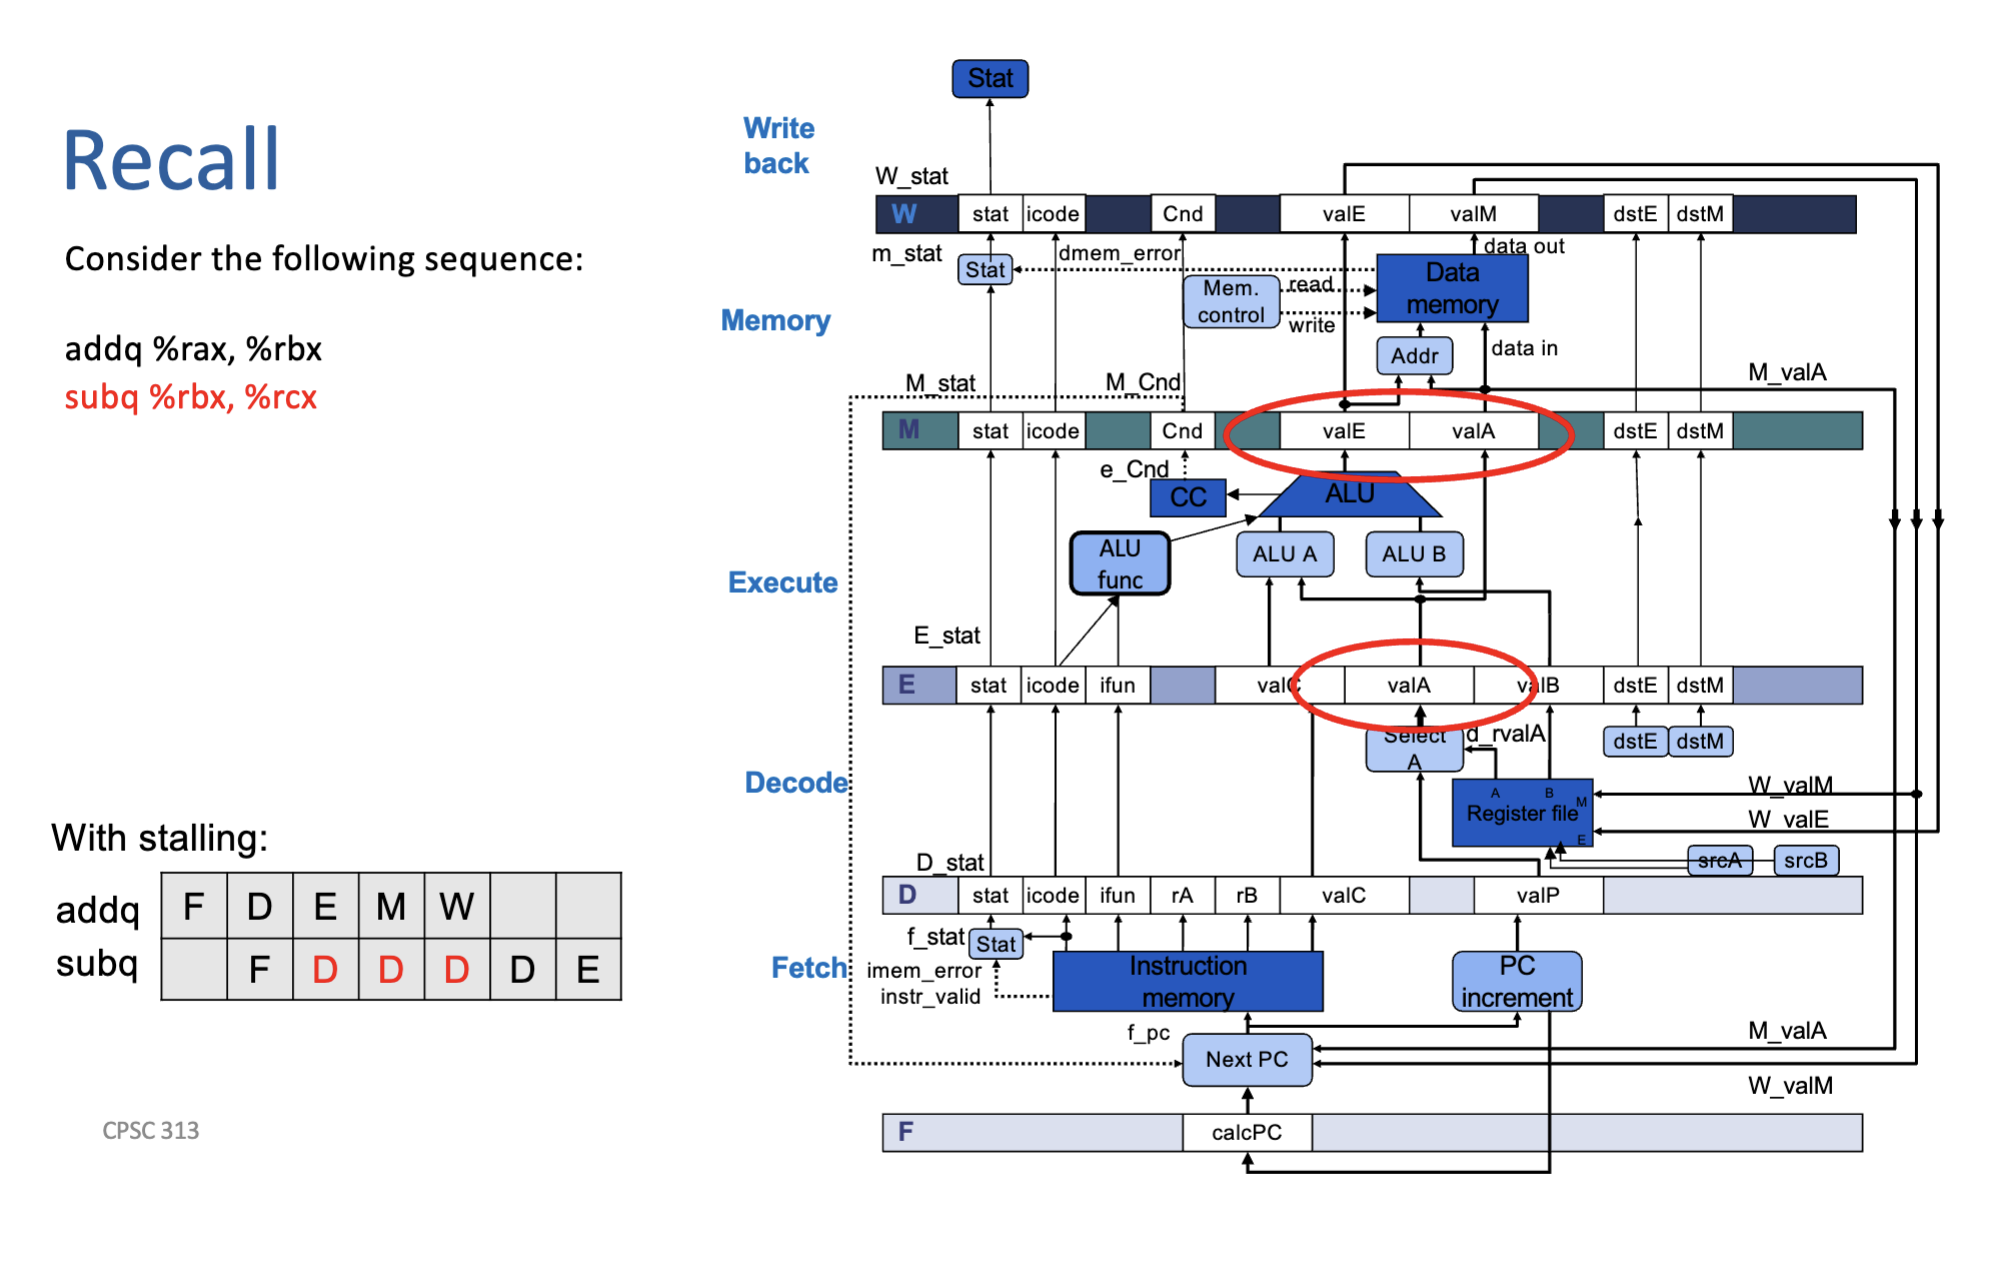 Recall
Consider the following sequence:
addq %rax, %rbx
subq %rbx, %rcx
With stalling:
addq F D E M W
subq F D D D D E
CPSC 313
Stat
Write
back
W_stat
W stat icode Cnd valE valM dstE dstM
m_stat
Stat
dmem_error
data out
Data
memory
Mem.
control
read
write
Memory
Addr
data in
M_stat
M_Cnd
M_valA
M stat icode Cnd valE valA dstE dstM
e_Cnd
CC
ALU
ALU
func
ALU A
ALU B
Execute
E_stat
E stat icode ifun valC valA valB dstE dstM
Select
A
d_rvalA
dstE
dstM
Decode
A B
M
Register file
E
W_valM
W_valE
srcA
srcB
D_stat
D stat icode ifun rA rB valC valP
f_stat
Stat
Fetch
imem_error
instr_valid
Instruction
memory
PC
increment
f_pc
Next PC
M_valA
W_valM
F calcPC